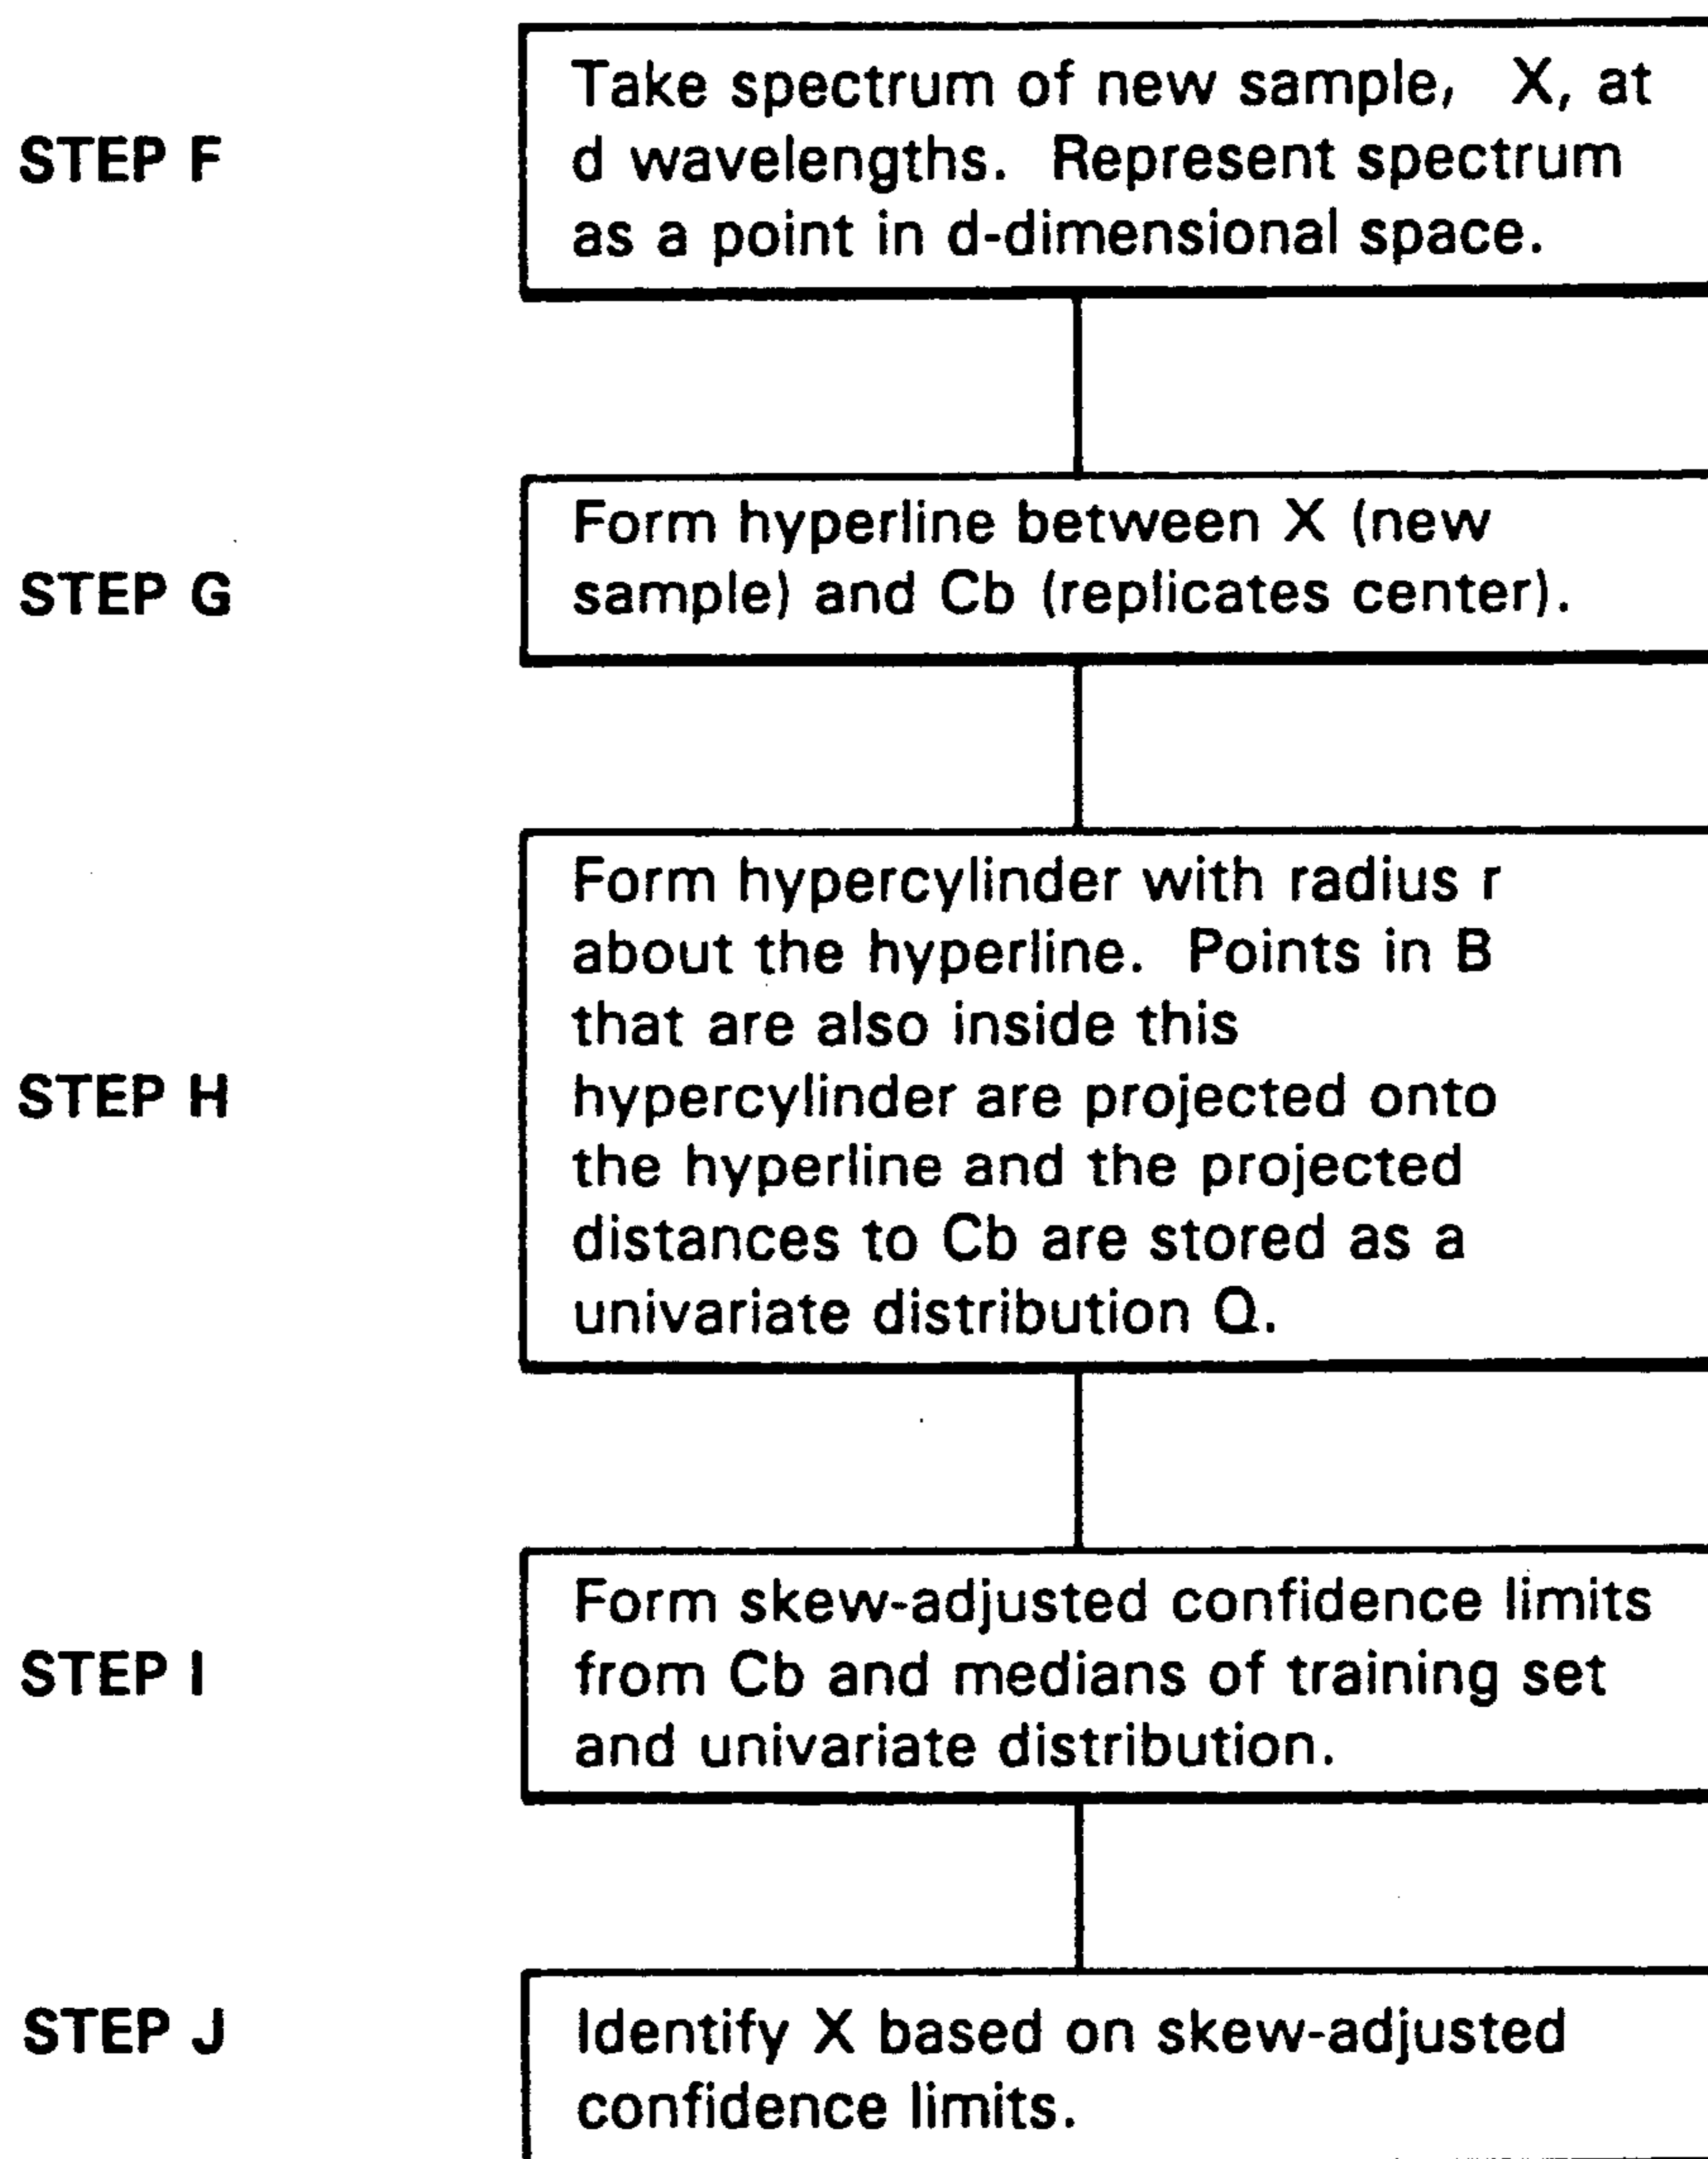 Take spectrum of new sample, X, at
STEP F
d wavelengths. Represent spectrum
as a point in d-dimensional space.
Form hyperline between X (new
STEP G
sample) and Cb (replicates center).
Form hypercylinder with radius r
about the hyperline. Points in B
that are also inside this
STEP H
hypercylinder are projected onto
the hyperline and the projected
distances to Cb are stored as a
univariate distribution Q.
Form skew-adjusted confidence limits
STEP I
from Cb and medians of training set
and univariate distribution.
STEP J
Identify X based on skew-adjusted
confidence limits.